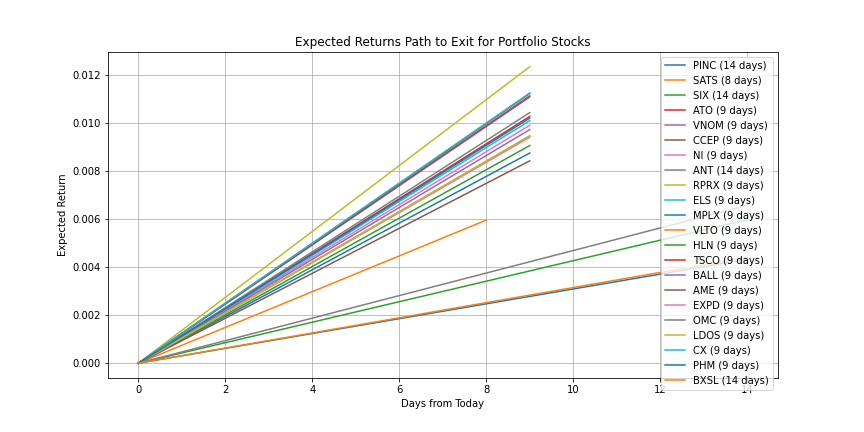 Expected Returns Path to Exit for Portfolio Stocks
0.012
0.010
0.008
0.006
0.004
0.002
0.000
Expected Return
0 2 4 6 8 10 12 14
Days from Today
PINC (14 days)
SATS (8 days)
SIX (14 days)
ATO (9 days)
VNOM (9 days)
CCEP (9 days)
NI (9 days)
ANT (14 days)
RPRX (9 days)
ELS (9 days)
MPLX (9 days)
VLTO (9 days)
HLN (9 days)
TSCO (9 days)
BALL (9 days)
AME (9 days)
EXPD (9 days)
OMC (9 days)
LDOS (9 days)
CX (9 days)
PHM (9 days)
BXSL (14 days)